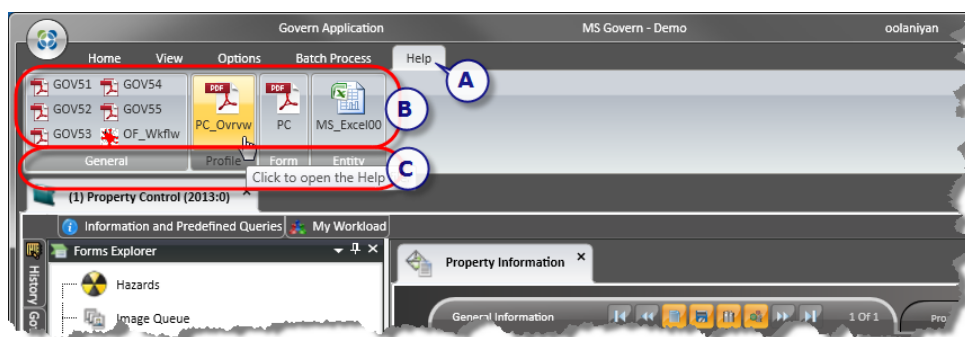 Govern Application MS Govern - Demo oolaniyan
Home View Options Batch Process Help
A
GOV51 GOV54
GOV52 GOV55
GOV53 OF_Wkflw
PDF PC_Ovrvw
PDF PC
MS_Excel00
B
General Profile Form Entity
C
Click to open the Help
(1) Property Control (2013:0) ×
Information and Predefined Queries My Workload
Forms Explorer
Property Information ×
History
Hazards
Image Queue
Go
General Information 1 Of 1 Pro